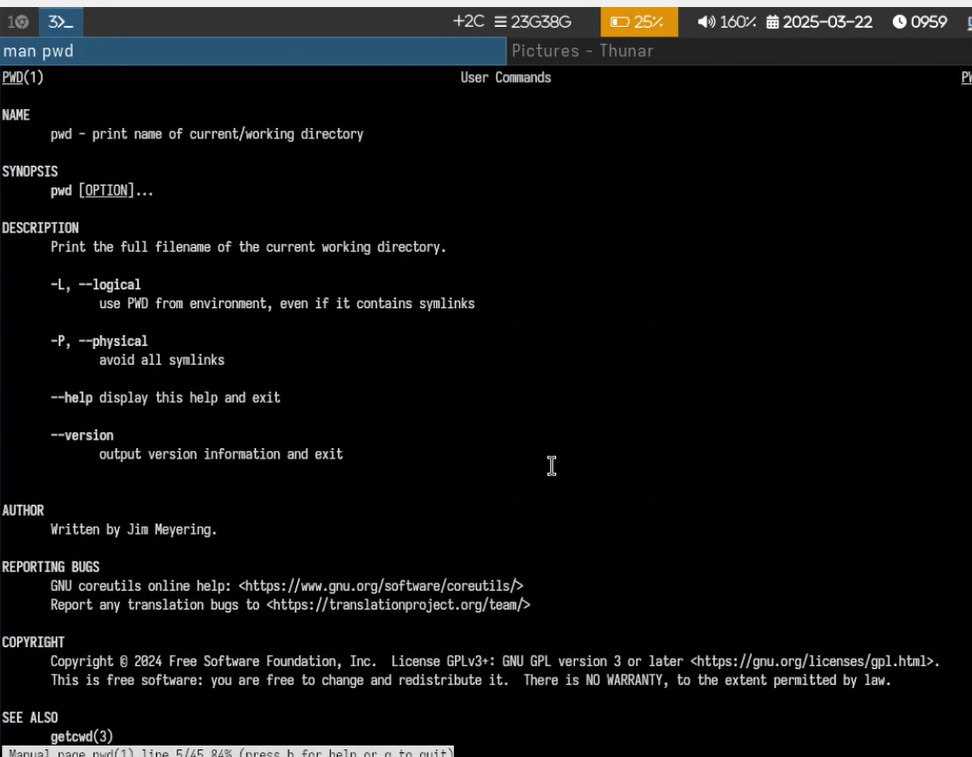 1 3>_ +2C 23G38G 25% 160% 2025-03-22 0959
man pwd Pictures - Thunar
PWD(1) User Commands
NAME
pwd - print name of current/working directory
SYNOPSIS
pwd [OPTION]...
DESCRIPTION
Print the full filename of the current working directory.
-L, --logical
use PWD from environment, even if it contains symlinks
-P, --physical
avoid all symlinks
--help display this help and exit
--version
output version information and exit
AUTHOR
Written by Jim Meyering.
REPORTING BUGS
GNU coreutils online help: <https://www.gnu.org/software/coreutils/>
Report any translation bugs to <https://translationproject.org/team/>
COPYRIGHT
Copyright © 2024 Free Software Foundation, Inc. License GPLv3+: GNU GPL version 3 or later <https://gnu.org/licenses/gpl.html>.
This is free software: you are free to change and redistribute it. There is NO WARRANTY, to the extent permitted by law.
SEE ALSO
getcwd(3)
Manual page pwd(1) line 5/45 84% (press h for help or q to quit)